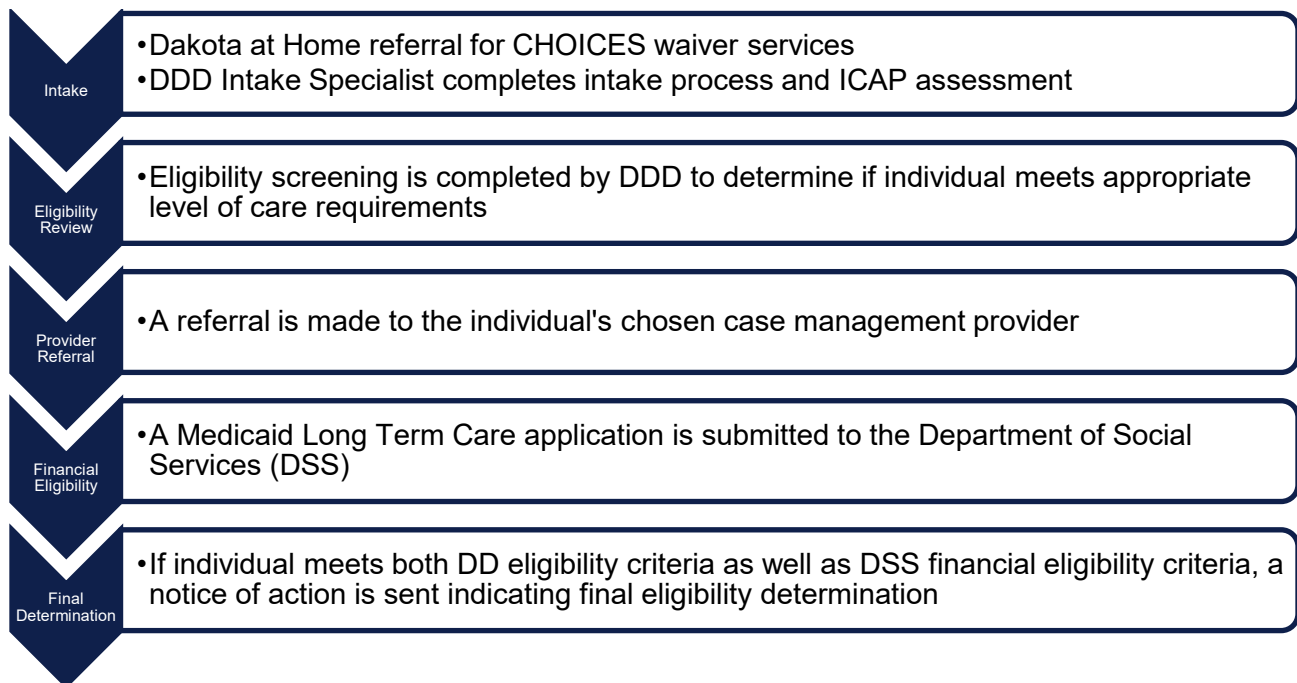 Intake
•Dakota at Home referral for CHOICES waiver services
•DDD Intake Specialist completes intake process and ICAP assessment
Eligibility
Review
•Eligibility screening is completed by DDD to determine if individual meets appropriate
level of care requirements
Provider
Referral
•A referral is made to the individual's chosen case management provider
Financial
Eligibility
•A Medicaid Long Term Care application is submitted to the Department of Social
Services (DSS)
Final
Determination
•If individual meets both DD eligibility criteria as well as DSS financial eligibility criteria, a
notice of action is sent indicating final eligibility determination